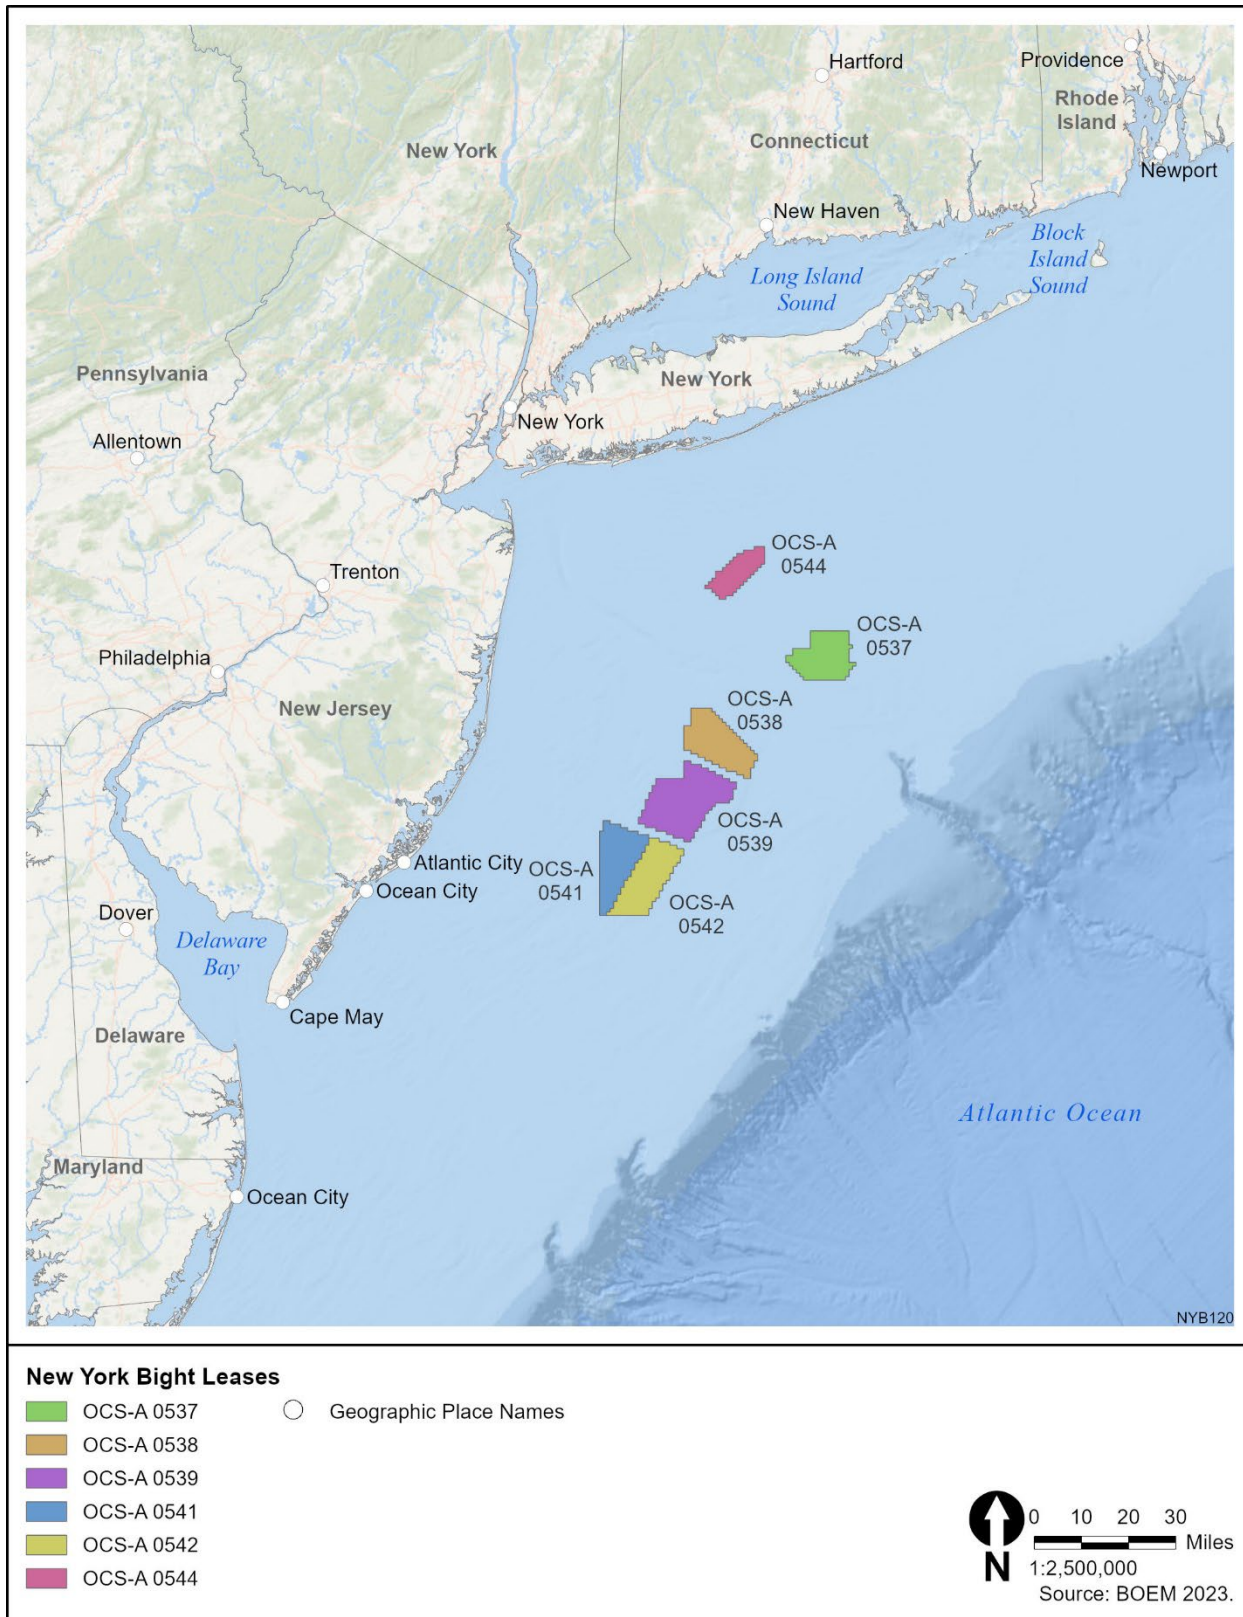 Hartford
Providence
Rhode
Island
Connecticut
New York
Newport
New Haven
Block
Island
Sound
Long Island
Sound
Pennsylvania
New York
New York
Allentown
OCS-A
0544
Trenton
OCS-A
0537
Philadelphia
New Jersey
OCS-A
0538
OCS-A
0539
Atlantic City
OCS-A
0541
Ocean City
OCS-A
0542
Dover
Delaware
Bay
Cape May
Delaware
Atlantic Ocean
Maryland
Ocean City
NYB120
New York Bight Leases
OCS-A 0537
Geographic Place Names
OCS-A 0538
OCS-A 0539
OCS-A 0541
OCS-A 0542
OCS-A 0544
N
0 10 20 30
Miles
1:2,500,000
Source: BOEM 2023.